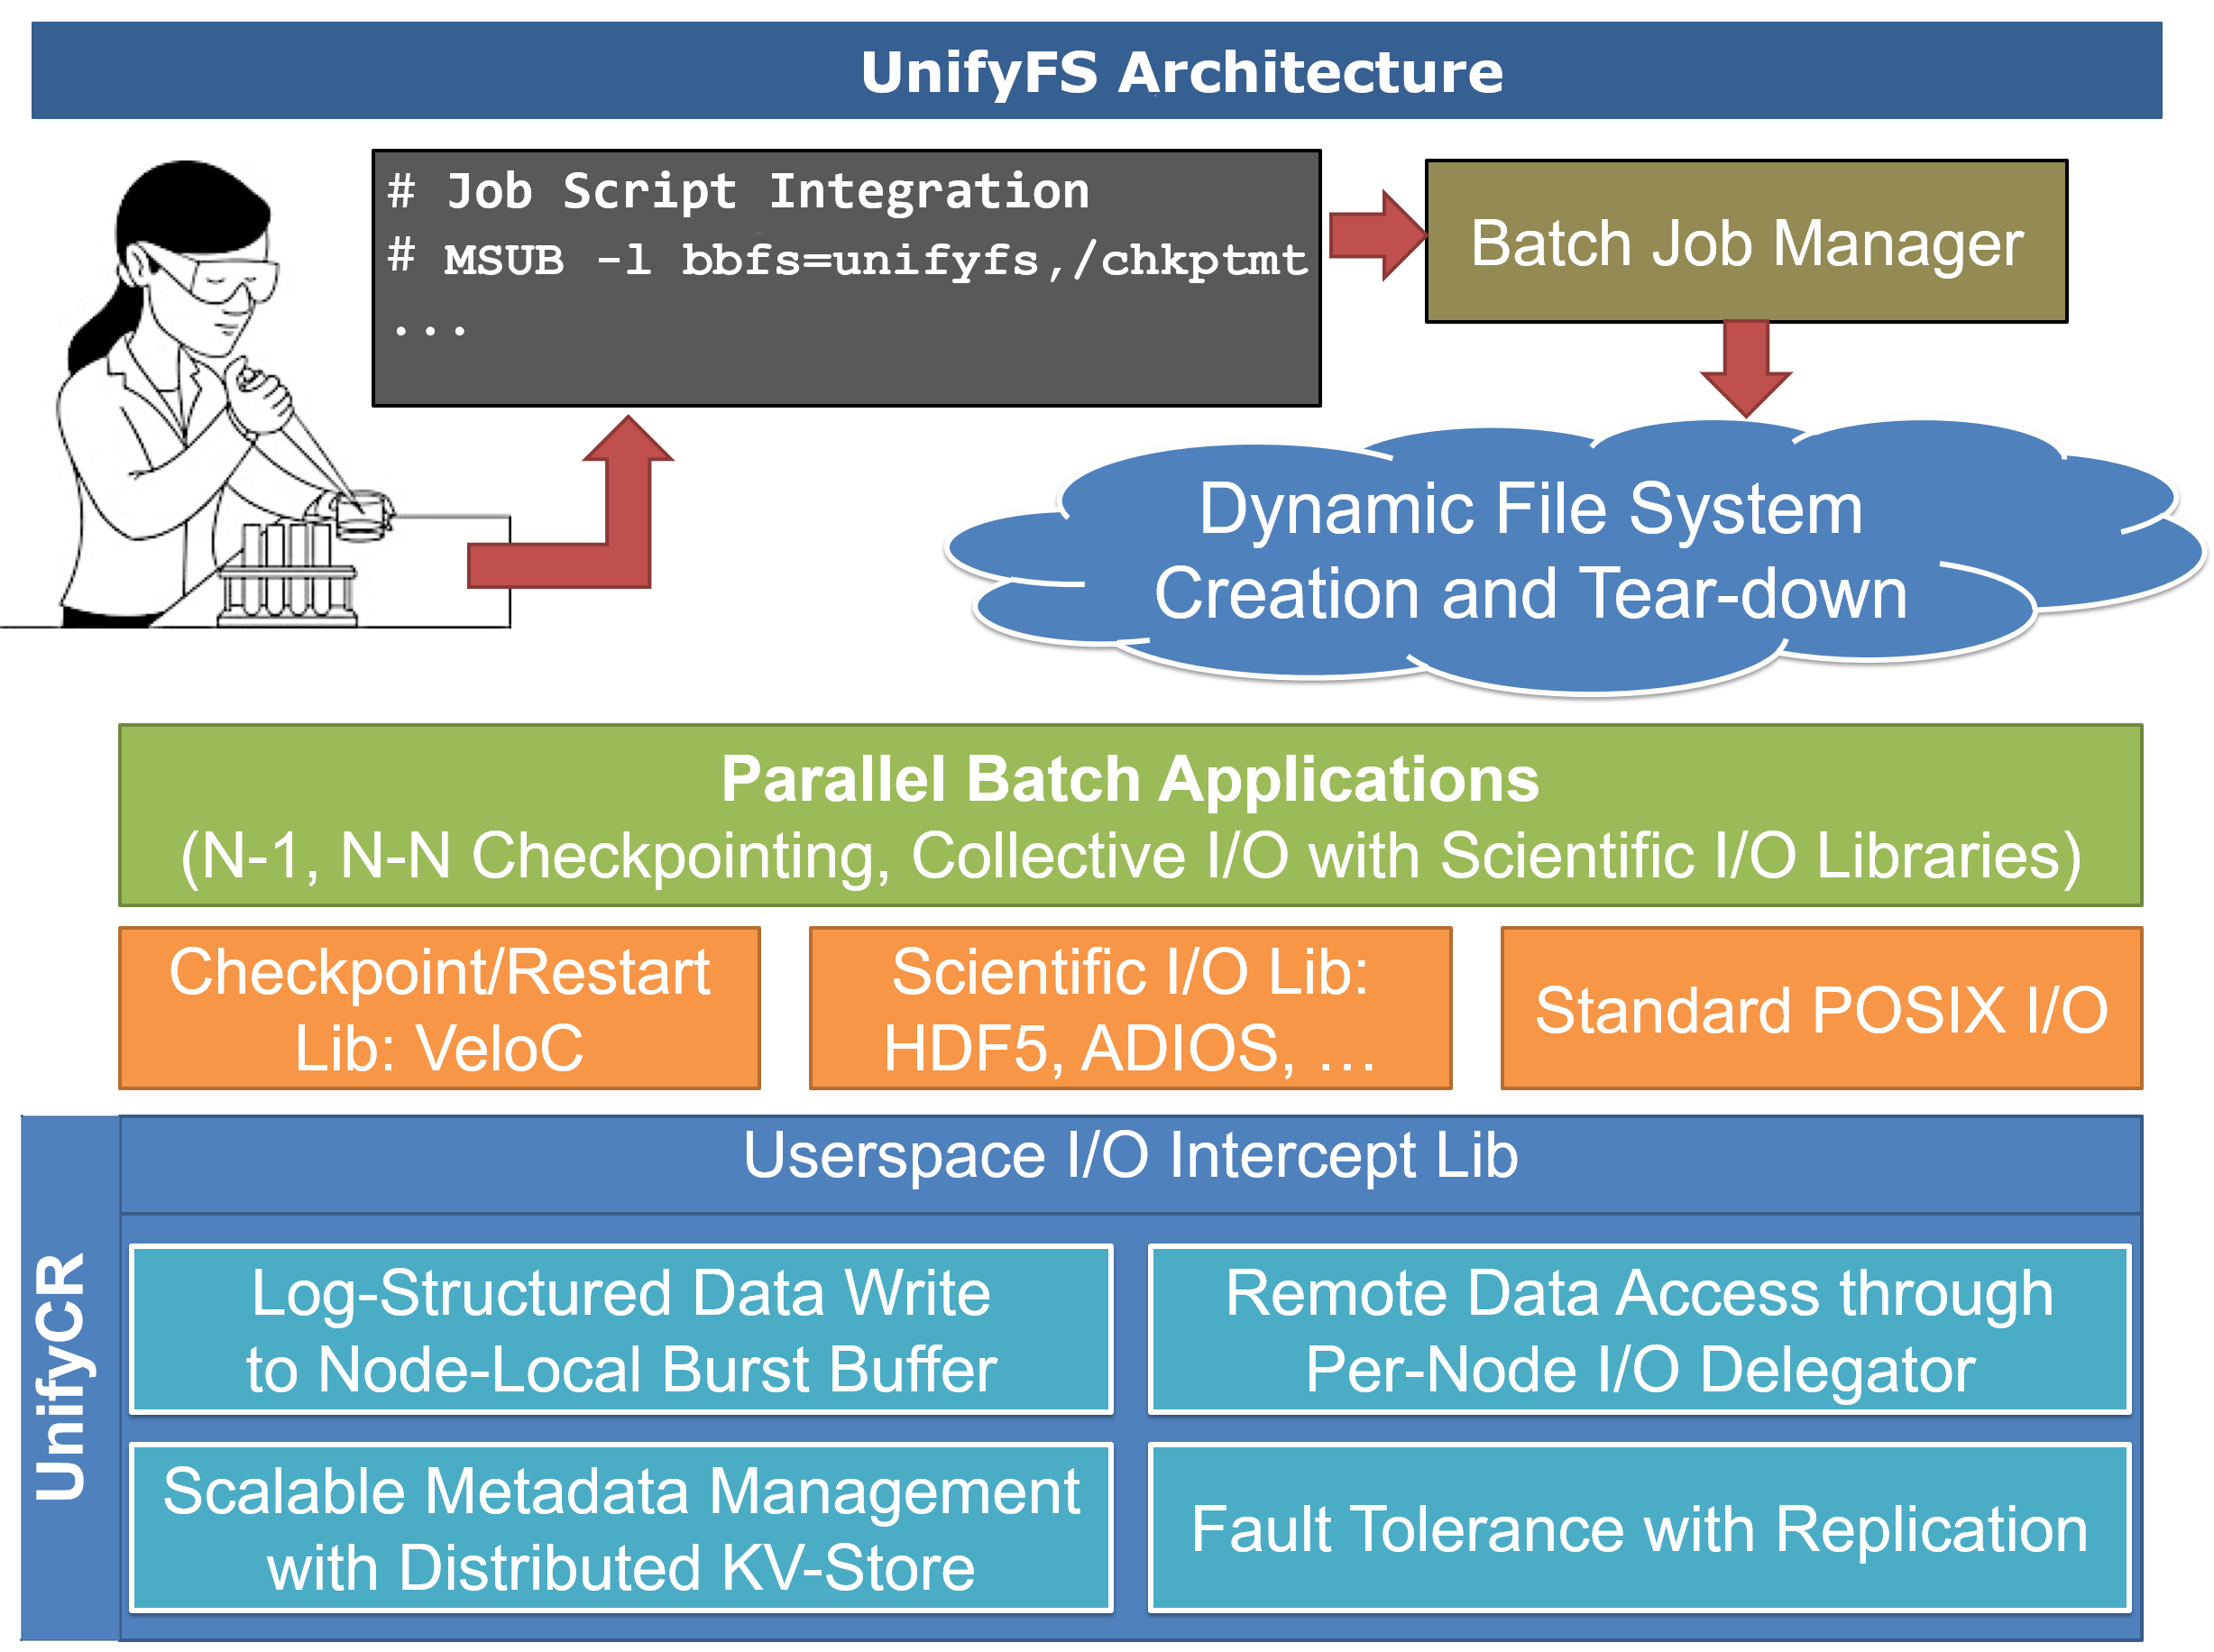 UnifyFS Architecture
# Job Script Integration
# MSUB -l bbfs=unifyfs,/chkptmt
...
Batch Job Manager
Dynamic File System
Creation and Tear-down
Parallel Batch Applications
(N-1, N-N Checkpointing, Collective I/O with Scientific I/O Libraries)
Checkpoint/Restart
Lib: VeloC
Scientific I/O Lib:
HDF5, ADIOS, …
Standard POSIX I/O
UnifyCR
Userspace I/O Intercept Lib
Log-Structured Data Write
to Node-Local Burst Buffer
Remote Data Access through
Per-Node I/O Delegator
Scalable Metadata Management
with Distributed KV-Store
Fault Tolerance with Replication